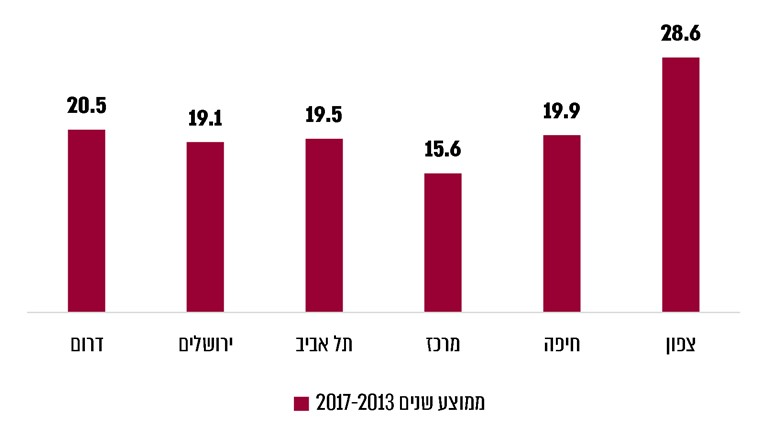 28.6
19.9
15.6
19.5
19.1
20.5
צפון
חיפה
מרכז
תל אביב
ירושלים
דרום
ממוצע שנים 2017-2013